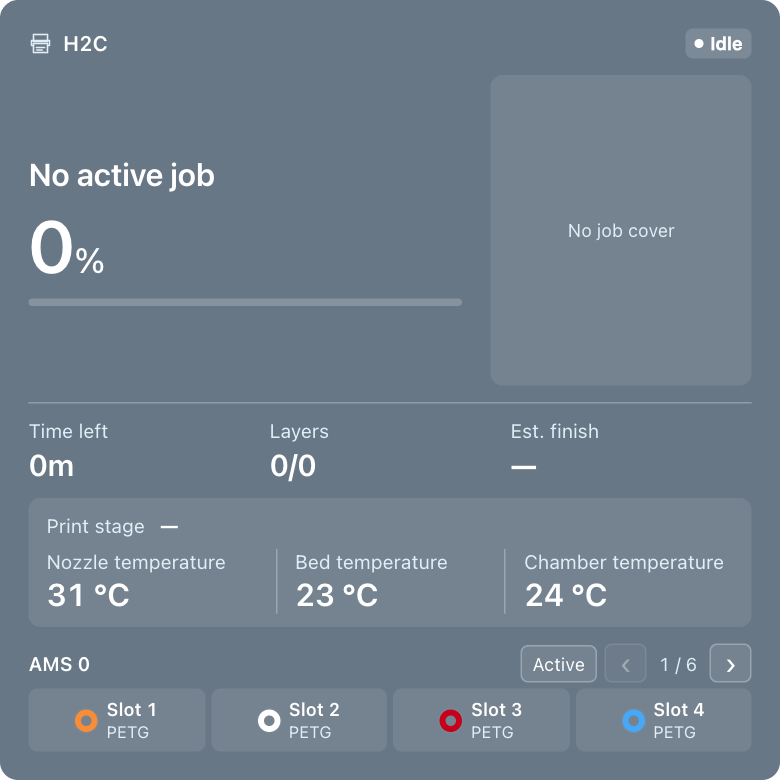 H2C
Idle
No active job
0%
No job cover
Time left
0m
Layers
0/0
Est. finish
—
Print stage —
Nozzle temperature
31 °C
Bed temperature
23 °C
Chamber temperature
24 °C
AMS 0
Active
‹
1 / 6
›
Slot 1
PETG
Slot 2
PETG
Slot 3
PETG
Slot 4
PETG